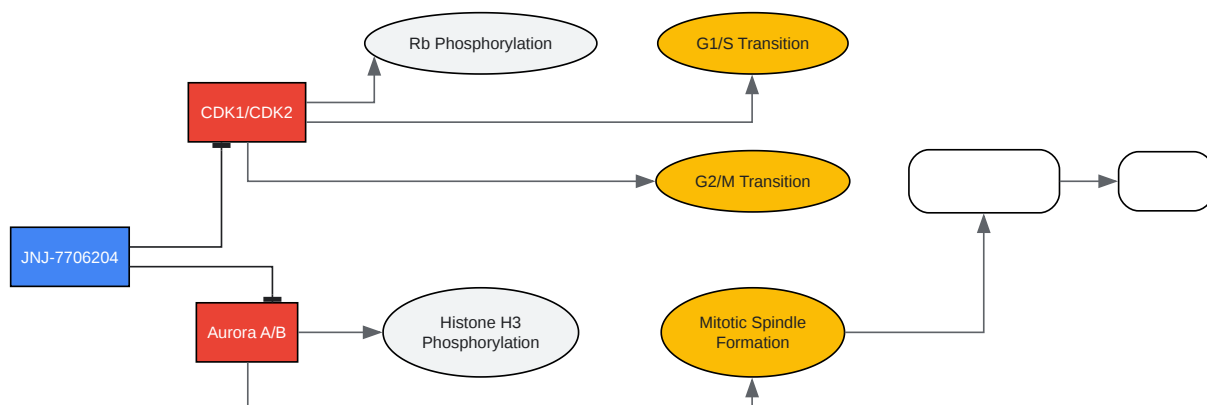 Rb Phosphorylation
G1/S Transition
CDK1/CDK2
G2/M Transition
JNJ-7706204
Aurora A/B
Histone H3
Phosphorylation
Mitotic Spindle
Formation